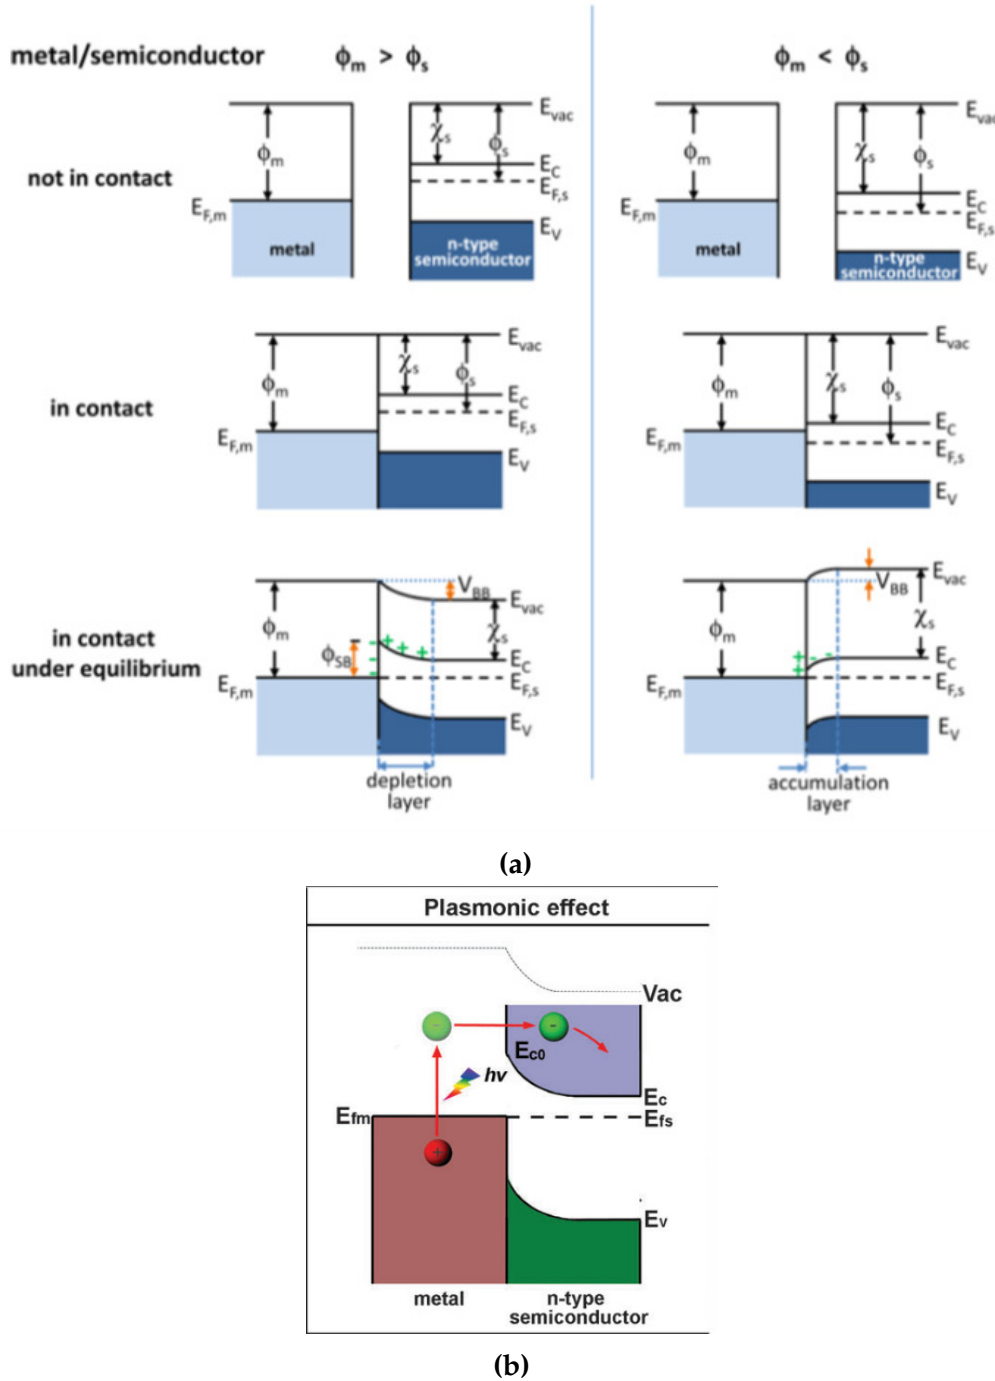 metal/semiconductor
ϕm > ϕs
ϕm < ϕs
not in contact
ϕm
EF,m
metal
χs
ϕs
Evac
EC
EF,s
EV
n-type
semiconductor
ϕm
EF,m
metal
χs
ϕs
Evac
EC
EF,s
EV
n-type
semiconductor
in contact
ϕm
EF,m
χs
ϕs
Evac
EC
EF,s
EV
ϕm
EF,m
χs
ϕs
Evac
EC
EF,s
EV
in contact
under equilibrium
ϕm
EF,m
ϕSB
VBB
Evac
χs
EC
EF,s
EV
depletion
layer
ϕm
EF,m
VBB
Evac
χs
EC
EF,s
EV
accumulation
layer
(a)
Plasmonic effect
Vac
Ec0
hν
Ec
Efm
Efs
Ev
metal
n-type
semiconductor
(b)